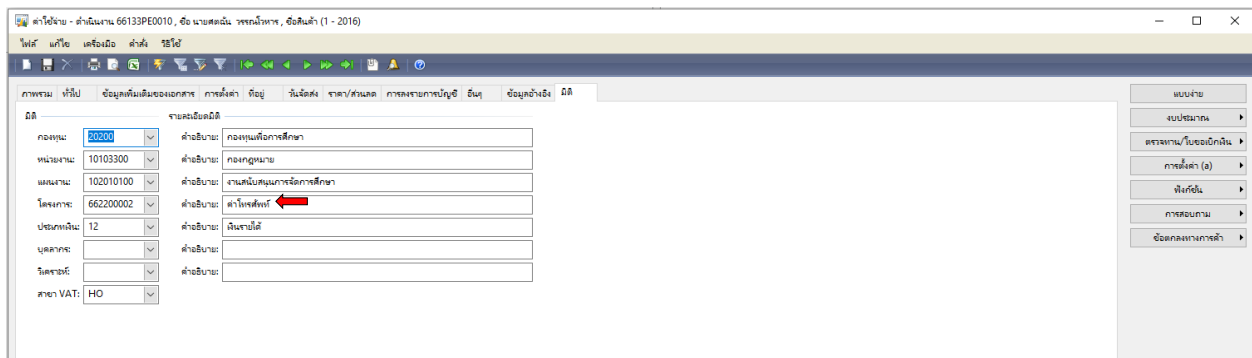 ค่าใช้จ่าย - ดำเนินงาน 66133PE0010 , ชื่อ นายศตฉัน วรรณโวหาร , ชื่อสินค้า (1 - 2016)
ไฟล์ แก้ไข เครื่องมือ คำสั่ง วิธีใช้
ภาพรวม ทั่วไป ข้อมูลเพิ่มเติมของเอกสาร การตั้งค่า ที่อยู่ วันจัดส่ง ราคา/ส่วนลด การลงรายการบัญชี อื่นๆ ข้อมูลอ้างอิง มิติ
แบบง่าย
มิติ รายละเอียดมิติ
งบประมาณ
กองทุน: 20200 คำอธิบาย: กองทุนเพื่อการศึกษา
ตรวจทาน/ใบขอเบิกเงิน
หน่วยงาน: 10103300 คำอธิบาย: กองกฎหมาย
การตั้งค่า (a)
แผนงาน: 102010100 คำอธิบาย: งานสนับสนุนการจัดการศึกษา
ฟังก์ชัน
โครงการ: 662200002 คำอธิบาย: ค่าโทรศัพท์
การสอบถาม
ประเภทเงิน: 12 คำอธิบาย: เงินรายได้
ข้อตกลงทางการค้า
บุคลากร: คำอธิบาย:
วิเคราะห์: คำอธิบาย:
สาขา VAT: HO